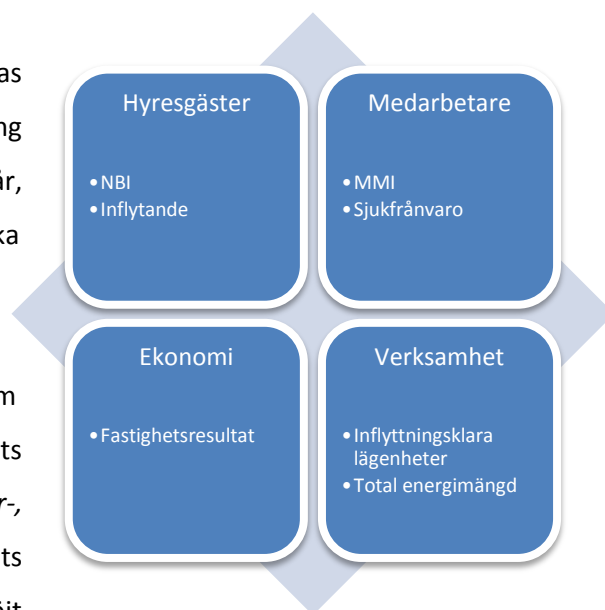 Hyresgäster
• NBI
• Inflytande
Medarbetare
• MMI
• Sjukfrånvaro
Ekonomi
• Fastighetsresultat
Verksamhet
• Inflyttningsklara
lägenheter
• Total energimängd